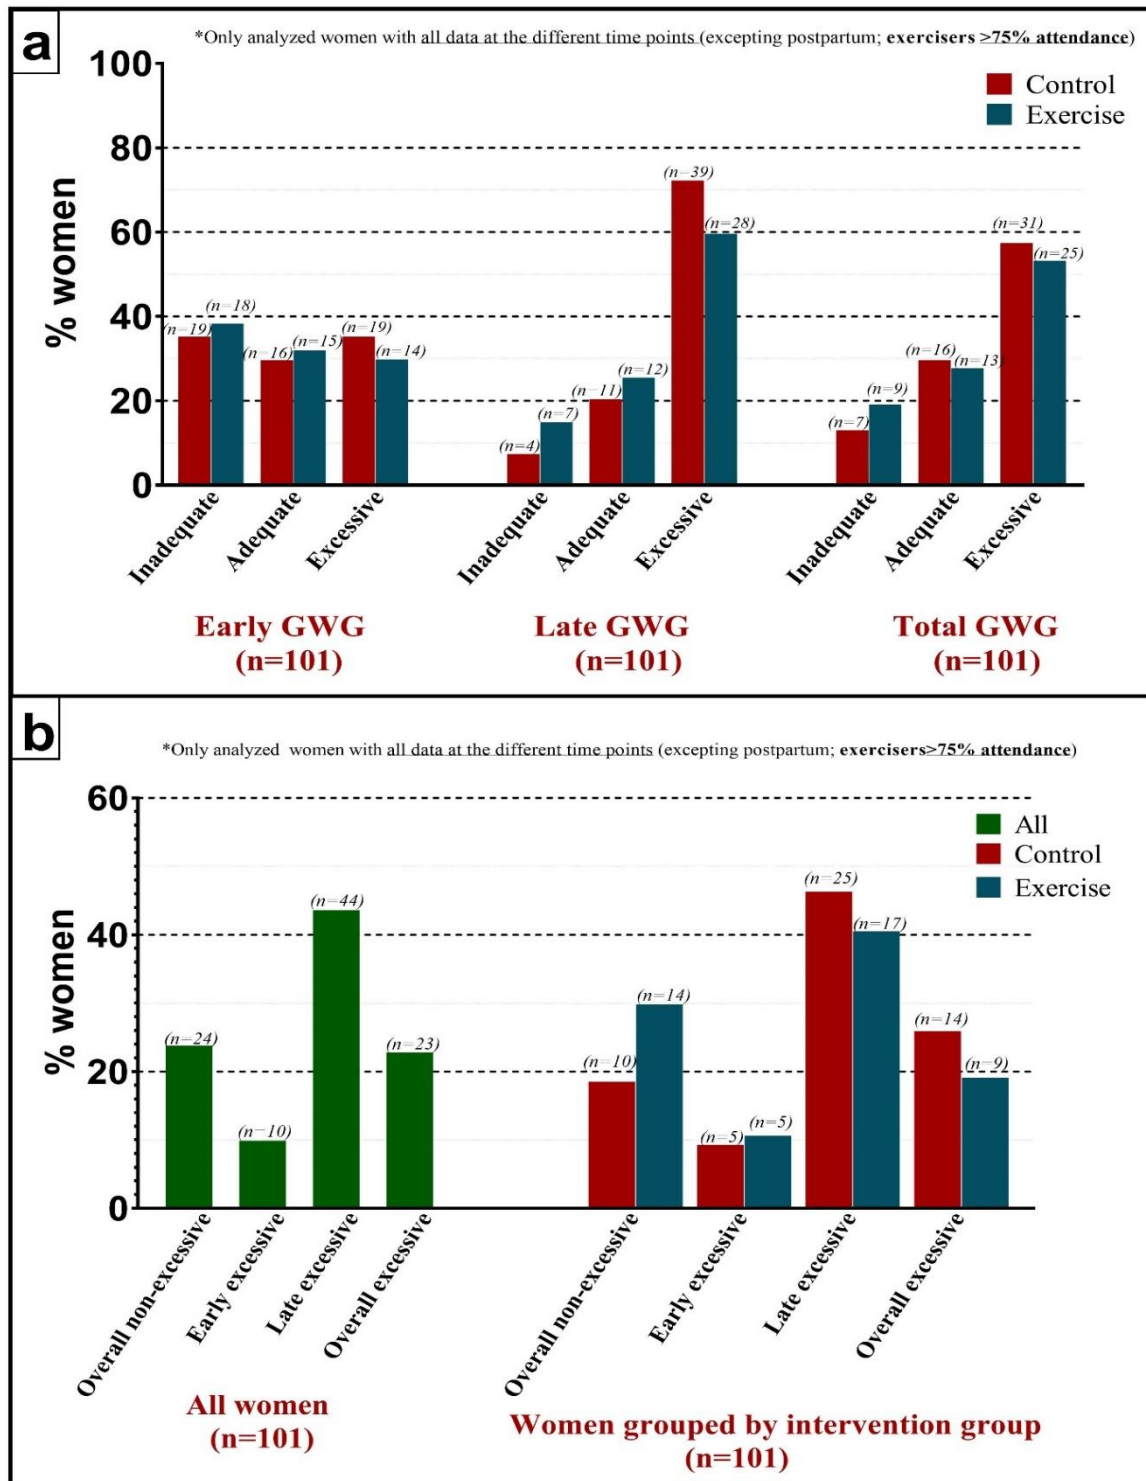 a
*Only analyzed women with all data at the different time points (excepting postpartum; exercisers ≥75% attendance)
Control
Exercise
% women
100
80
60
40
20
0
(n=19)
(n=18)
(n=16)
(n=15)
(n=19)
(n=14)
(n=4)
(n=7)
(n=11)
(n=12)
(n=39)
(n=28)
(n=7)
(n=9)
(n=16)
(n=13)
(n=31)
(n=25)
Inadequate
Adequate
Excessive
Inadequate
Adequate
Excessive
Inadequate
Adequate
Excessive
Early GWG
(n=101)
Late GWG
(n=101)
Total GWG
(n=101)
b
*Only analyzed women with all data at the different time points (excepting postpartum; exercisers≥75% attendance)
All
Control
Exercise
% women
60
40
20
0
(n=24)
(n=10)
(n=44)
(n=23)
(n=10)
(n=14)
(n=5)
(n=5)
(n=25)
(n=17)
(n=14)
(n=9)
Overall non-excessive
Early excessive
Late excessive
Overall excessive
Overall non-excessive
Early excessive
Late excessive
Overall excessive
All women
(n=101)
Women grouped by intervention group
(n=101)